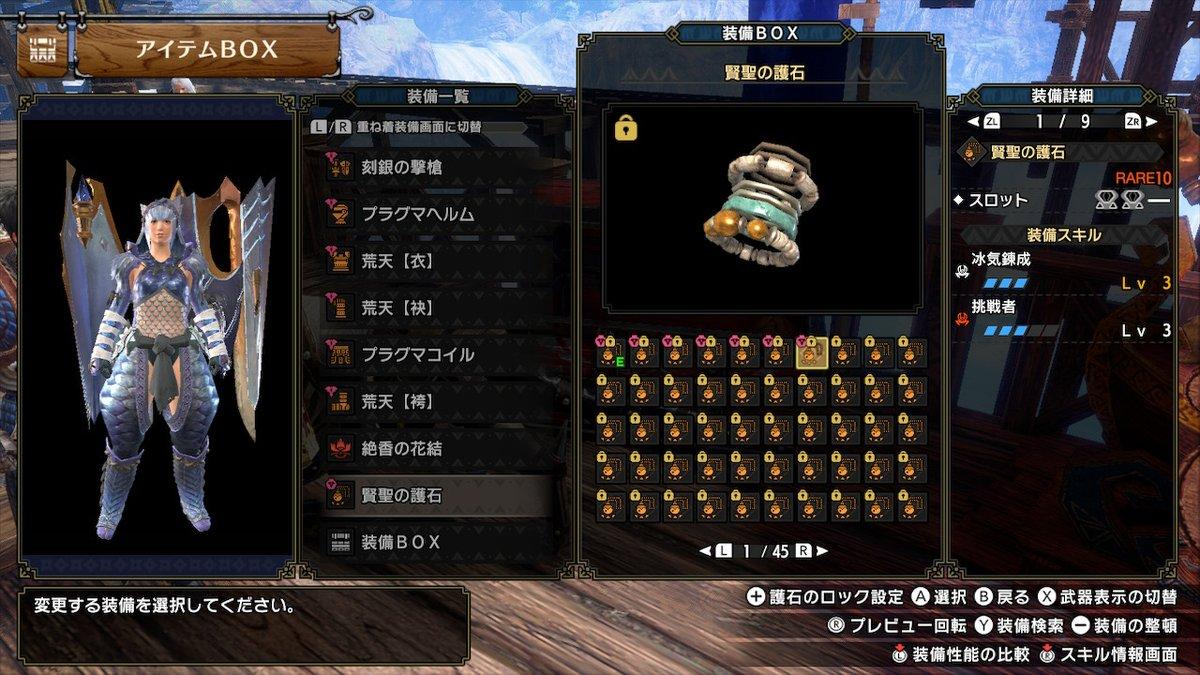 アイテムBOX
装備一覧
L/R 重ね着装備画面に切替
刻銀の撃槍
プラグマヘルム
荒天【衣】
荒天【袂】
プラグマコイル
荒天【袴】
絶香の花結
賢聖の護石
装備BOX
装備BOX
賢聖の護石
E
L 1 / 45 R
装備詳細
ZL 1 / 9 ZR
賢聖の護石
RARE10
スロット
装備スキル
冰気錬成
Lv 3
挑戦者
Lv 3
変更する装備を選択してください。
+護石のロック設定 A選択 B戻る X武器表示の切替
Rプレビュー回転 Y装備検索 -装備の整頓
L装備性能の比較 Rスキル情報画面